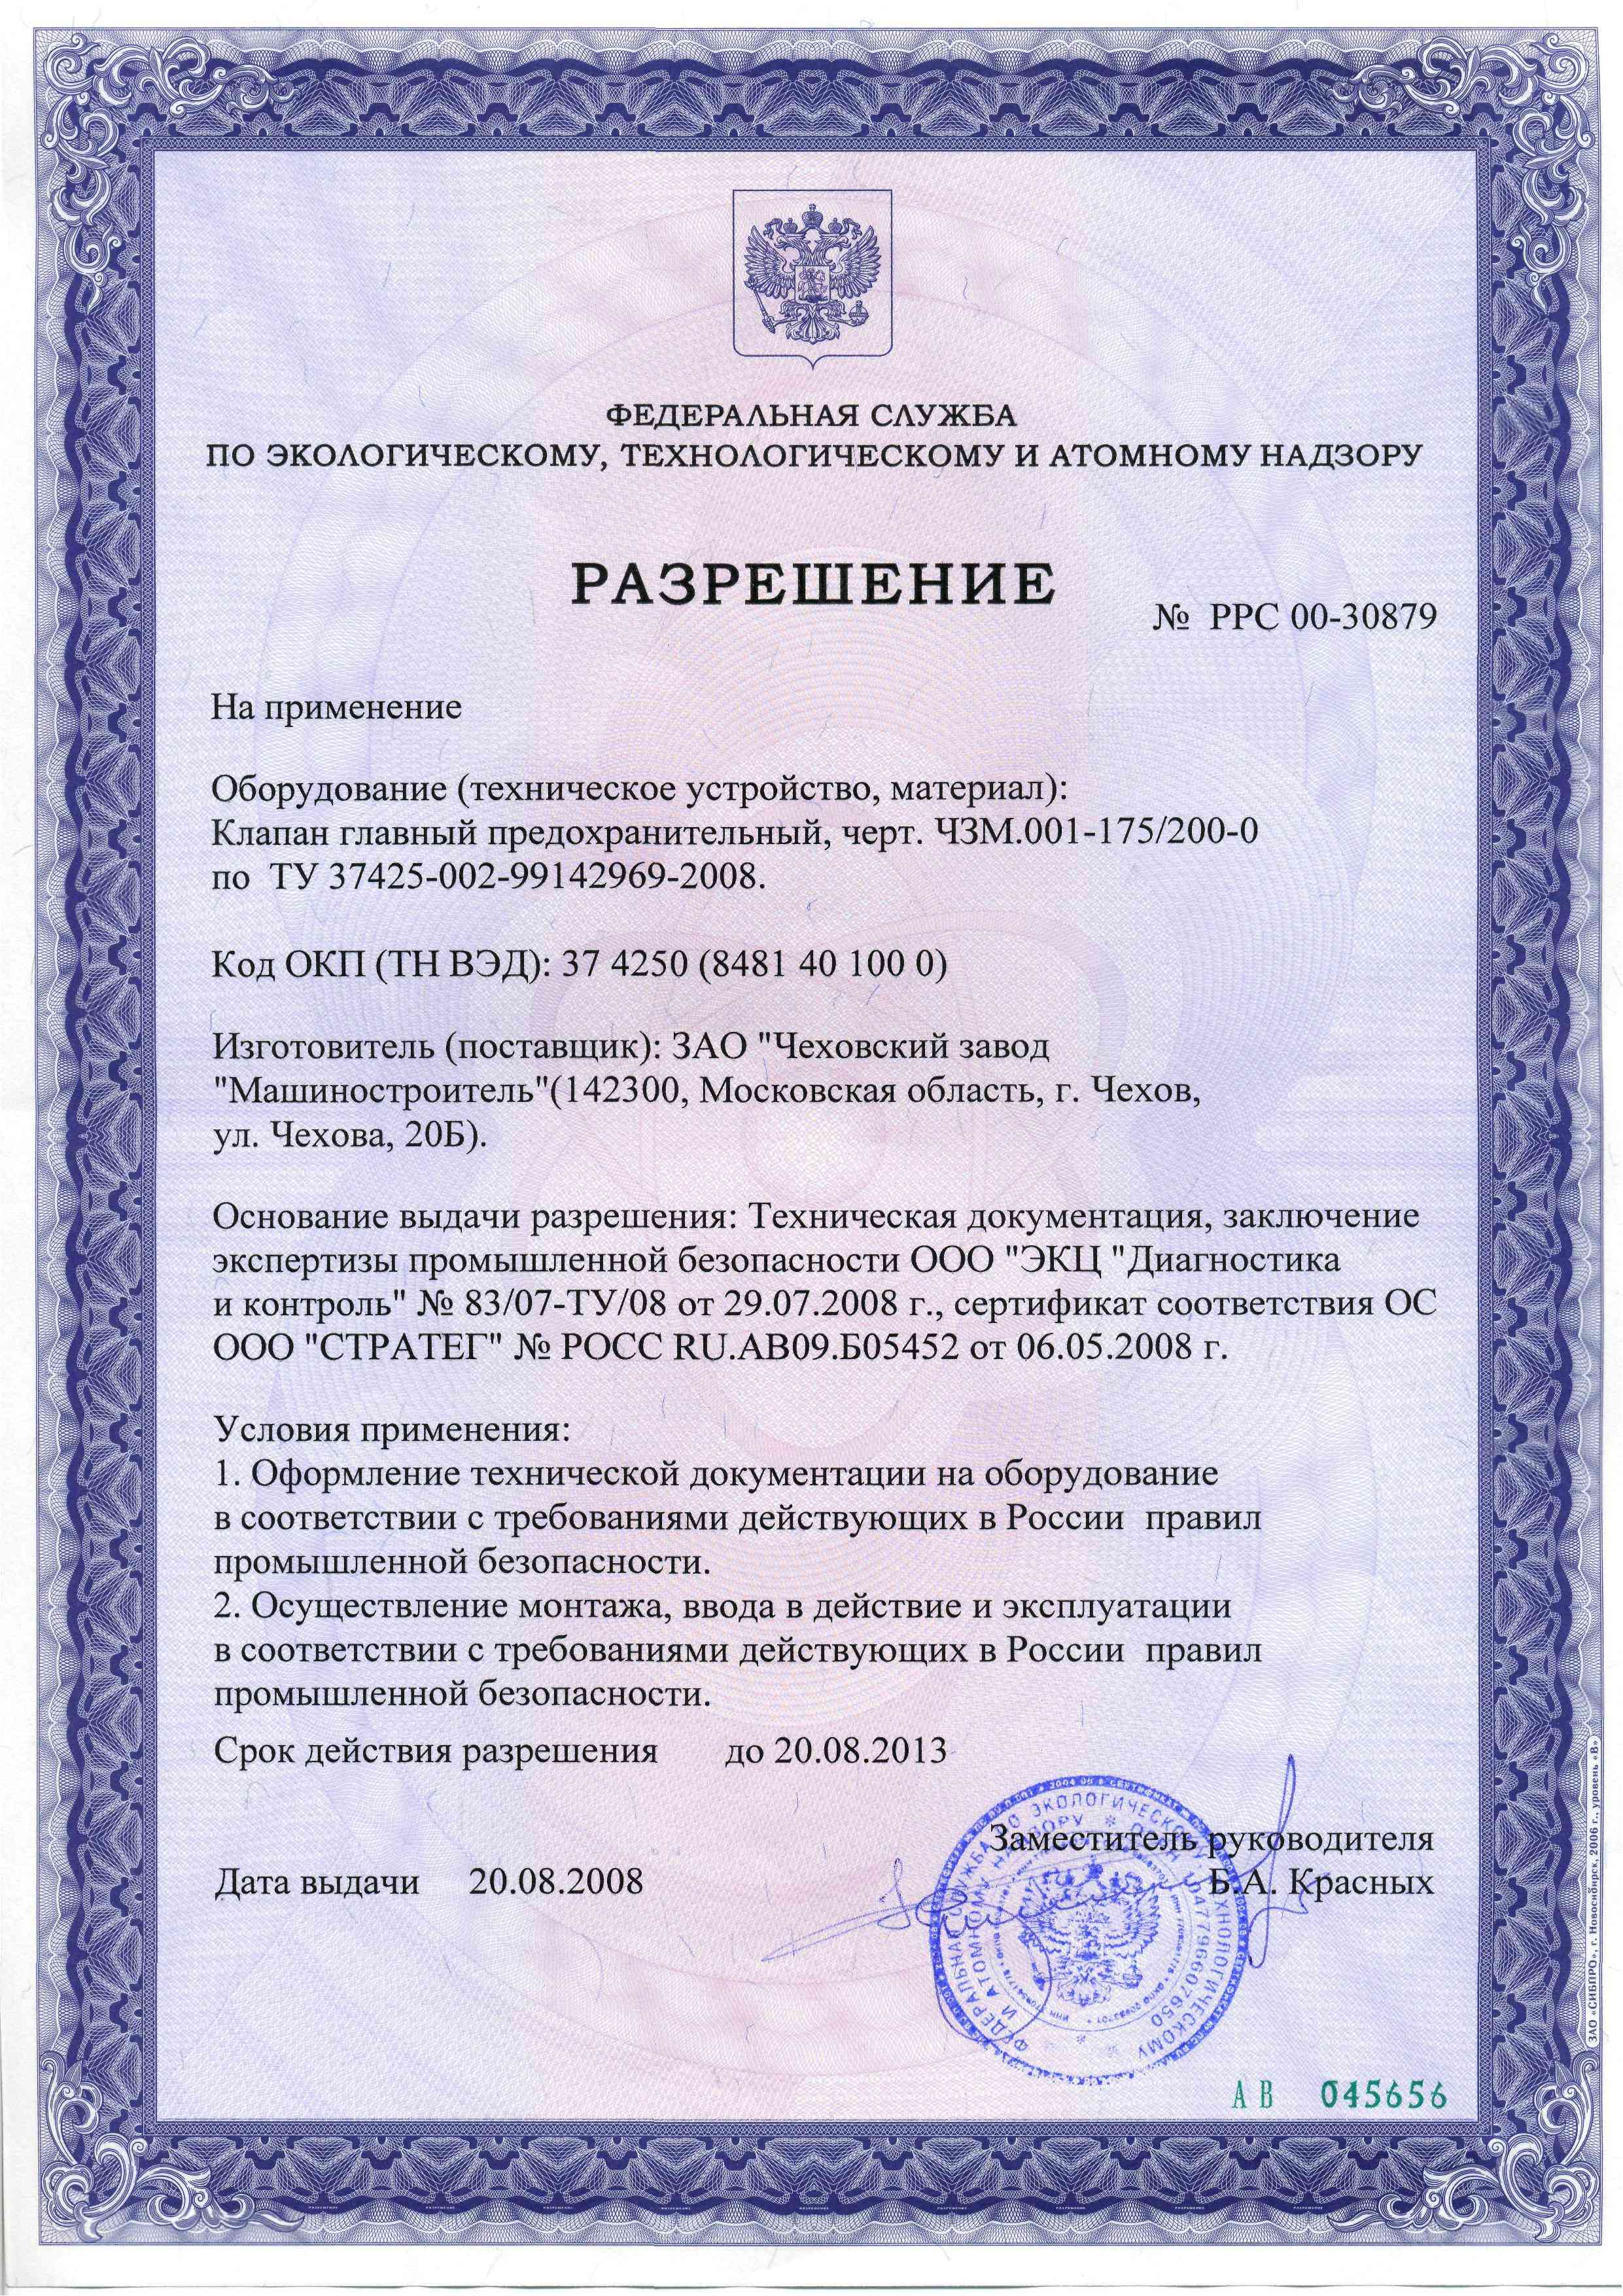 ФЕДЕРАЛЬНАЯ СЛУЖБА
ПО ЭКОЛОГИЧЕСКОМУ, ТЕХНОЛОГИЧЕСКОМУ И АТОМНОМУ НАДЗОРУ
РАЗРЕШЕНИЕ
№ РРС 00-30879
На применение
Оборудование (техническое устройство, материал):
Клапан главный предохранительный, черт. ЧЗМ.001-175/200-0
по ТУ 37425-002-99142969-2008.
Код ОКП (ТН ВЭД): 37 4250 (8481 40 100 0)
Изготовитель (поставщик): ЗАО "Чеховский завод
"Машиностроитель"(142300, Московская область, г. Чехов,
ул. Чехова, 20Б).
Основание выдачи разрешения: Техническая документация, заключение
экспертизы промышленной безопасности ООО "ЭКЦ "Диагностика
и контроль" № 83/07-ТУ/08 от 29.07.2008 г., сертификат соответствия ОС
ООО "СТРАТЕГ" № РОСС RU.АВ09.Б05452 от 06.05.2008 г.
Условия применения:
1. Оформление технической документации на оборудование
в соответствии с требованиями действующих в России правил
промышленной безопасности.
2. Осуществление монтажа, ввода в действие и эксплуатации
в соответствии с требованиями действующих в России правил
промышленной безопасности.
Срок действия разрешения до 20.08.2013
Заместитель руководителя
Дата выдачи 20.08.2008 Б.А. Красных
ФЕДЕРАЛЬНАЯ СЛУЖБА ПО ЭКОЛОГИЧЕСКОМУ, ТЕХНОЛОГИЧЕСКОМУ
И АТОМНОМУ НАДЗОРУ * ОГРН 1047796607650
АВ 045656
ЗАО «СИБПРО», г. Новосибирск, 2006 г., уровень «В»